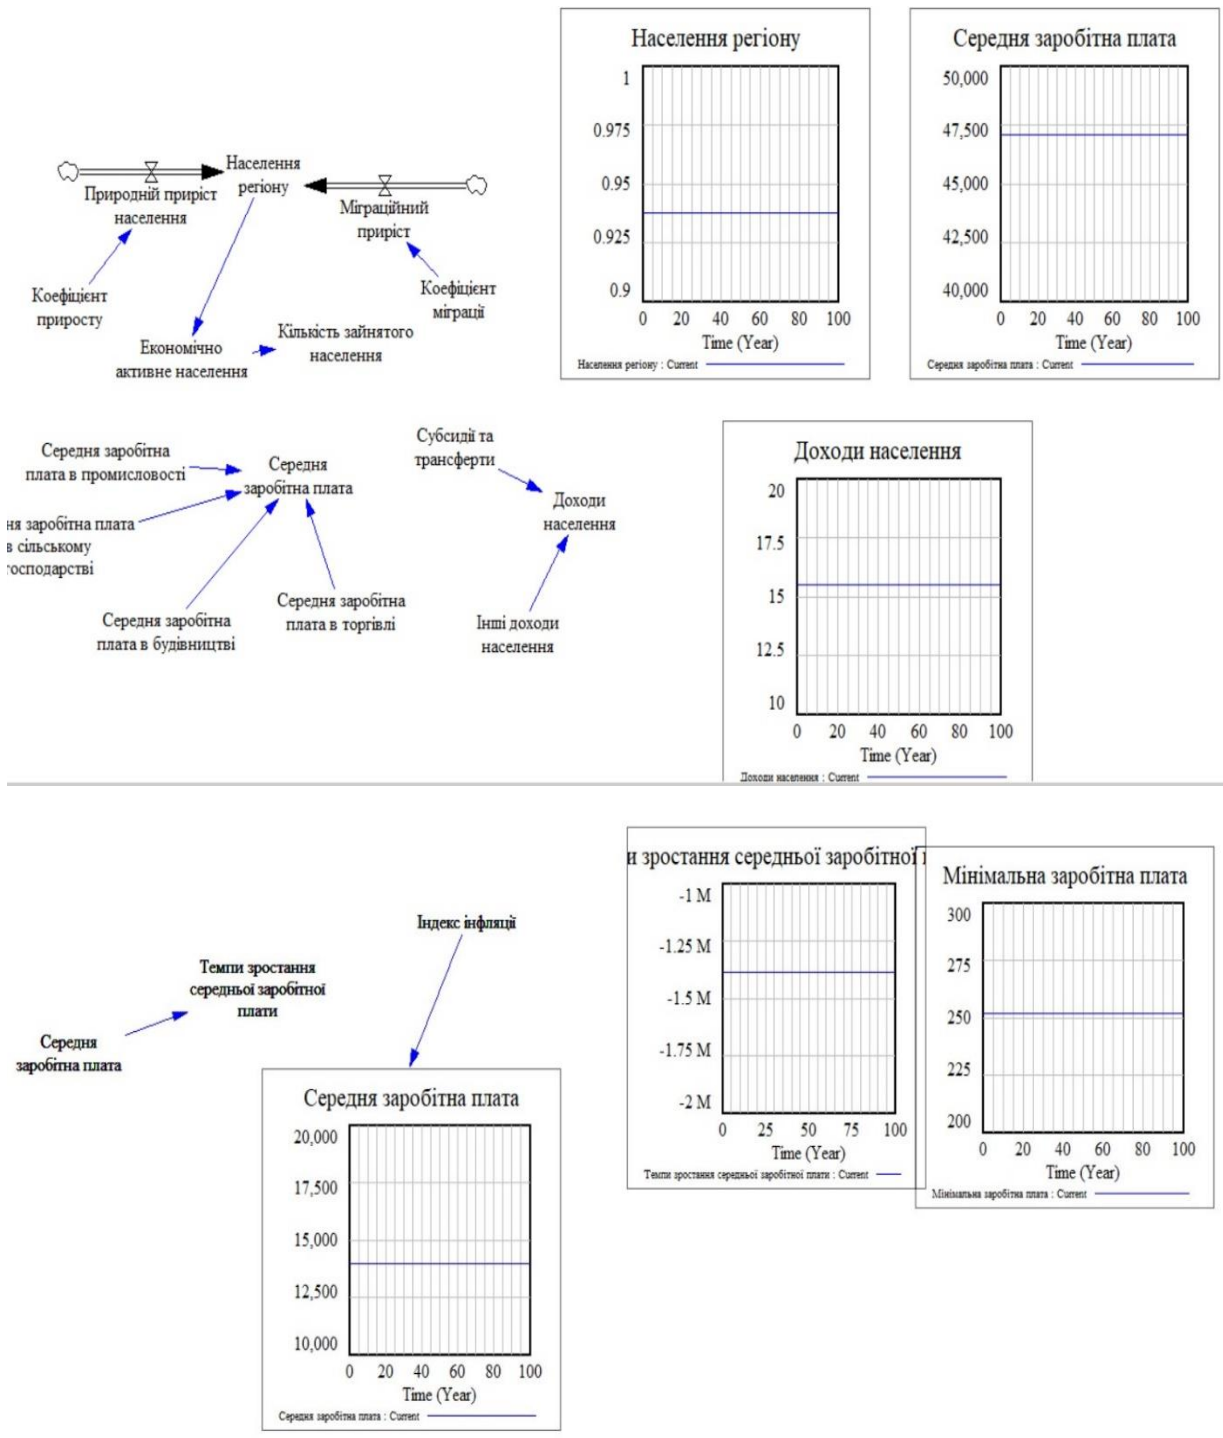 Населення
регіону
Природній приріст
населення
Міграційний
приріст
Коефіцієнт
приросту
Коефіцієнт
міграції
Економічно
активне населення
Кількість зайнятого
населення
Населення регіону
1
0.975
0.95
0.925
0.9
0 20 40 60 80 100
Time (Year)
Населення регіону : Current
Середня заробітна плата
50,000
47,500
45,000
42,500
40,000
0 20 40 60 80 100
Time (Year)
Середня заробітна плата : Current
Середня заробітна
плата в промисловості
Середня
заробітна плата
ня заробітна плата
в сільському
господарстві
Середня заробітна
плата в будівництві
Середня заробітна
плата в торгівлі
Субсидії та
трансферти
Доходи
населення
Інші доходи
населення
Доходи населення
20
17.5
15
12.5
10
0 20 40 60 80 100
Time (Year)
Доходи населення : Current
Індекс інфляції
Темпи зростання
середньої заробітної
плати
Середня
заробітна плата
Середня заробітна плата
20,000
17,500
15,000
12,500
10,000
0 20 40 60 80 100
Time (Year)
Середня заробітна плата : Current
и зростання середньої заробітної
-1 M
-1.25 M
-1.5 M
-1.75 M
-2 M
0 25 50 75 100
Time (Year)
Темпи зростання середньої заробітної плати : Current
Мінімальна заробітна плата
300
275
250
225
200
0 20 40 60 80 100
Time (Year)
Мінімальна заробітна плата : Current